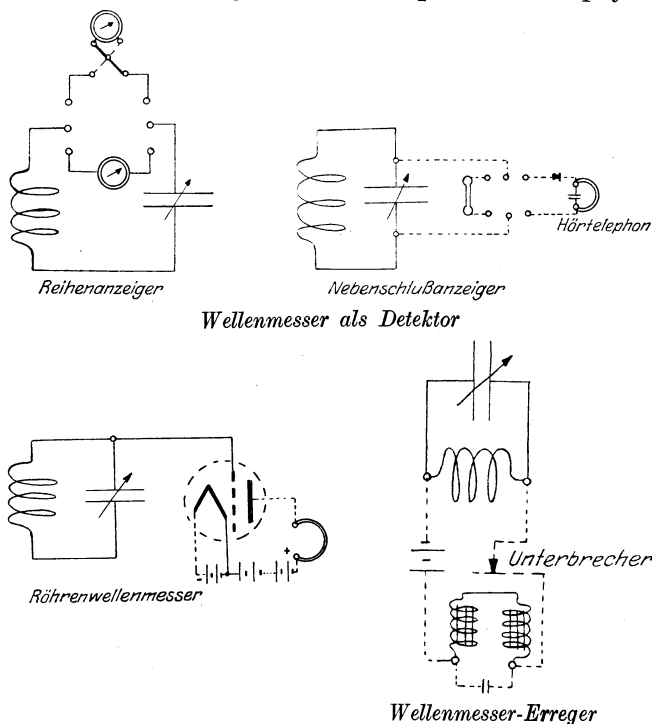 Hörtelephon
Reihenanzeiger
Nebenschlußanzeiger
Wellenmesser als Detektor
+
Unterbrecher
Röhrenwellenmesser
Wellenmesser-Erreger